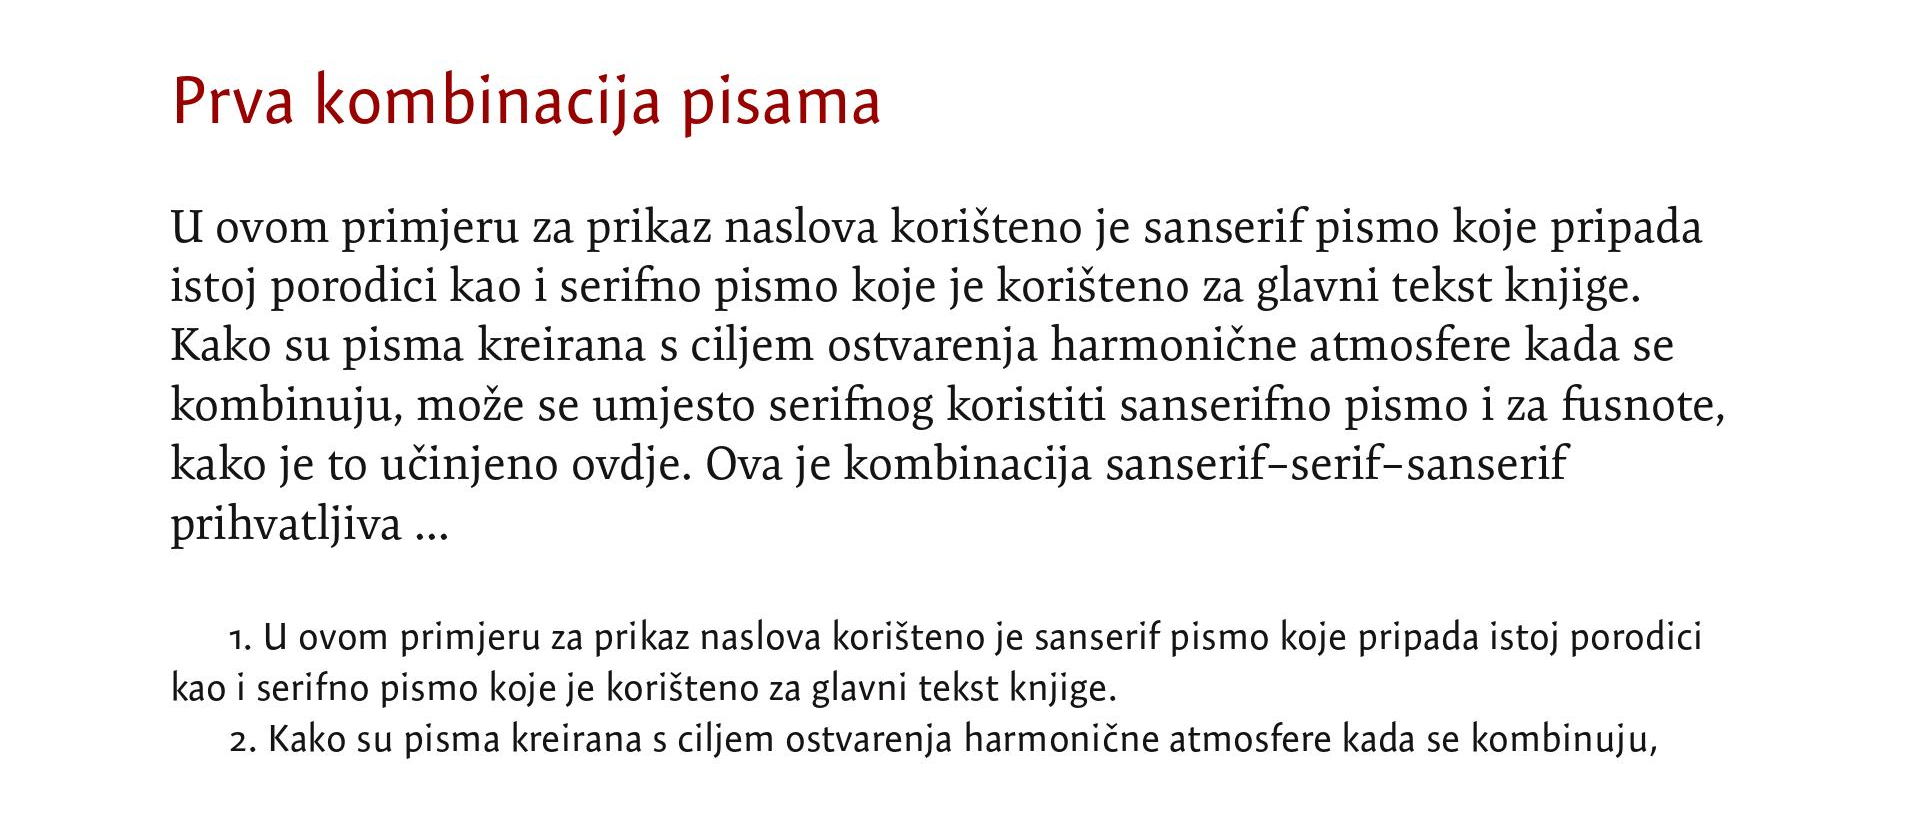 Prva kombinacija pisama
U ovom primjeru za prikaz naslova korišteno je sanserif pismo koje pripada
istoj porodici kao i serifno pismo koje je korišteno za glavni tekst knjige.
Kako su pisma kreirana s ciljem ostvarenja harmonične atmosfere kada se
kombinuju, može se umjesto serifnog koristiti sanserifno pismo i za fusnote,
kako je to učinjeno ovdje. Ova je kombinacija sanserif–serif–sanserif
prihvatljiva ...
1. U ovom primjeru za prikaz naslova korišteno je sanserif pismo koje pripada istoj porodici
kao i serifno pismo koje je korišteno za glavni tekst knjige.
2. Kako su pisma kreirana s ciljem ostvarenja harmonične atmosfere kada se kombinuju,